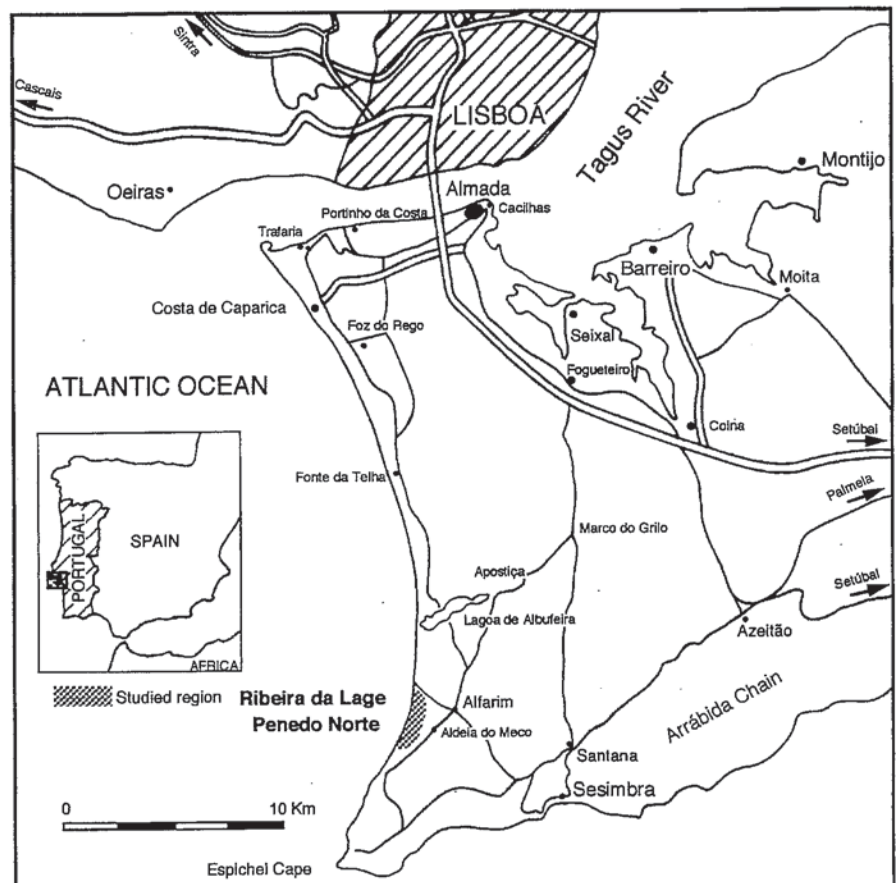 Sintra
Cascais
LISBOA
Tagus River
Montijo
Oeiras
Almada
Cacilhas
Portinho da Costa
Trafaria
Barreiro
Moita
Costa de Caparica
Seixal
Foz do Rego
Fogueteiro
ATLANTIC OCEAN
Coina
Setúbal
Fonte da Telha
Palmela
PORTUGAL
SPAIN
Marco do Grilo
Apostiça
Setúbal
Lagoa de Albufeira
Azeitão
AFRICA
Studied region
Ribeira da Lage
Penedo Norte
Alfarim
Arrábida Chain
Aldeia do Meco
Santana
Sesimbra
0 10 Km
Espichel Cape